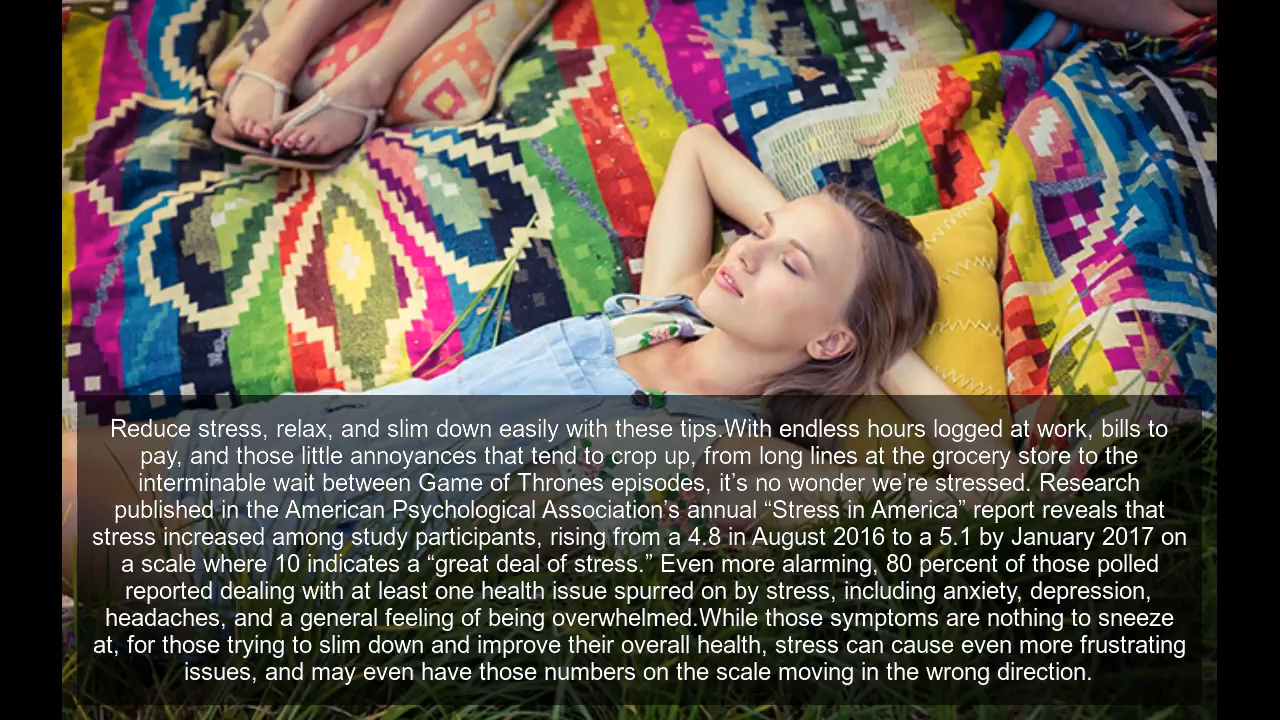 Reduce stress, relax, and slim down easily with these tips.With endless hours logged at work, bills to
pay, and those little annoyances that tend to crop up, from long lines at the grocery store to the
interminable wait between Game of Thrones episodes, it’s no wonder we’re stressed. Research
published in the American Psychological Association’s annual “Stress in America” report reveals that
stress increased among study participants, rising from a 4.8 in August 2016 to a 5.1 by January 2017 on
a scale where 10 indicates a “great deal of stress.” Even more alarming, 80 percent of those polled
reported dealing with at least one health issue spurred on by stress, including anxiety, depression,
headaches, and a general feeling of being overwhelmed.While those symptoms are nothing to sneeze
at, for those trying to slim down and improve their overall health, stress can cause even more frustrating
issues, and may even have those numbers on the scale moving in the wrong direction.